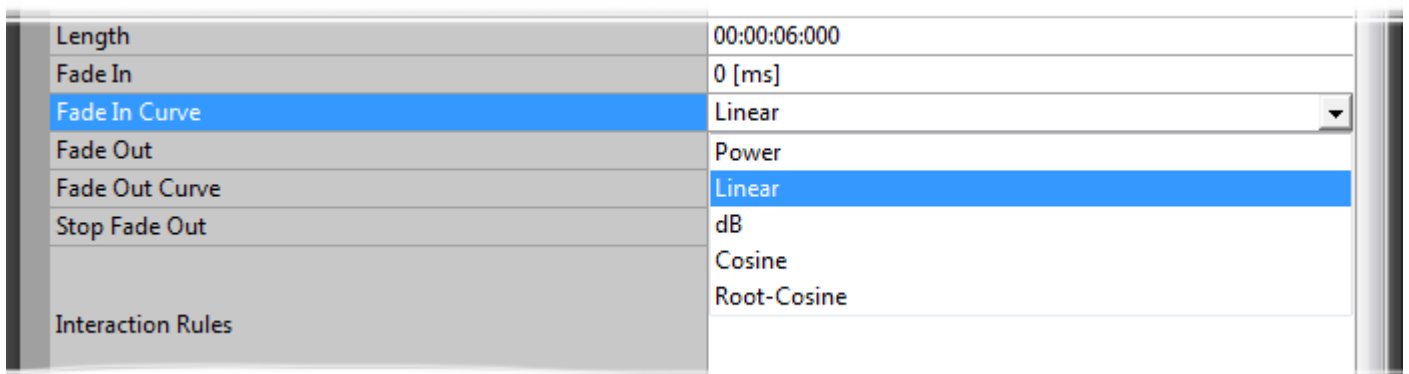 Length 00:00:06:000
Fade In 0 [ms]
Fade In Curve Linear
Fade Out Power
Fade Out Curve Linear
Stop Fade Out dB
Cosine
Root-Cosine
Interaction Rules